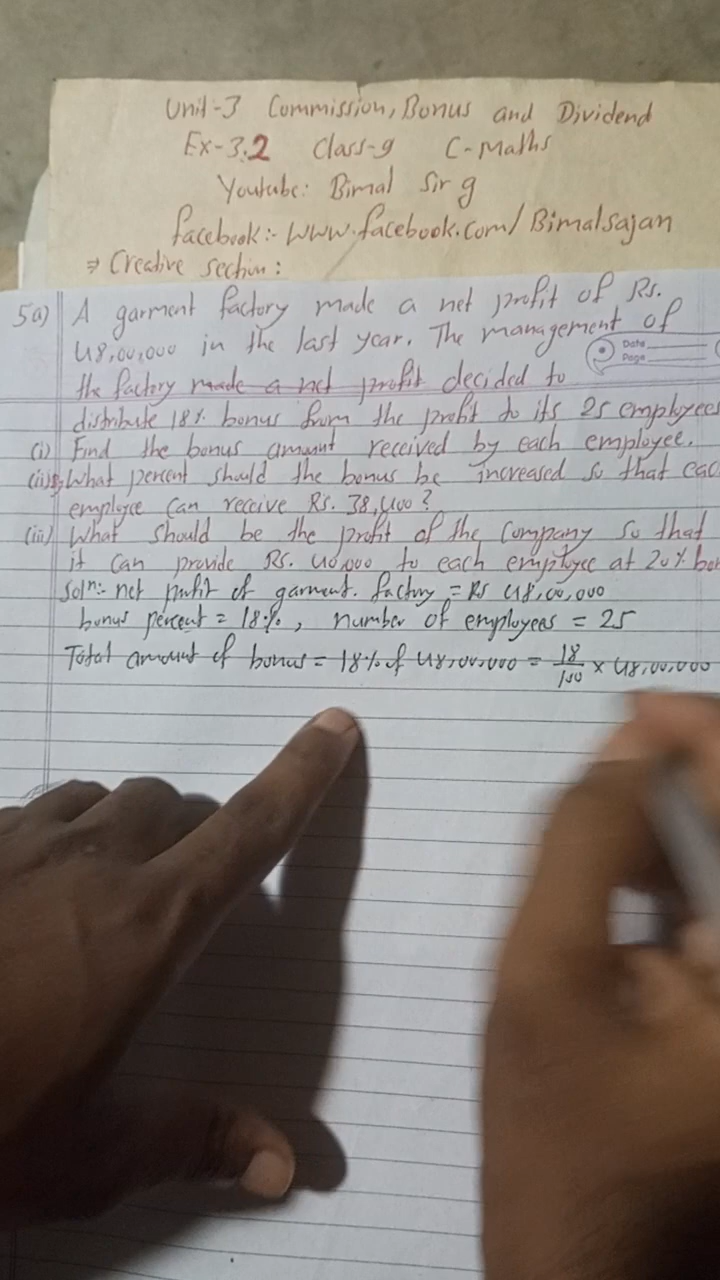 Unit-3 Commission, Bonus and Dividend
Ex-3.2 Class-9 C-Maths
Youtube: Bimal Sir g
facebook:- www.facebook.com/Bimalsajan
⇒ Creative section:
5a) A garment factory made a net profit of Rs.
48,00,000 in the last year. The management of
Date
Page
the factory made a net profit decided to
distribute 18% bonus from the profit to its 25 employees
(i) Find the bonus amount received by each employee.
(ii) What percent should the bonus be increased so that eac
employee can receive Rs. 38,400?
(iii) What should be the profit of the company so that
it can provide Rs. 40,000 to each employee at 20% bon
Solⁿ:- net profit of garment. factory = Rs 48,00,000
bonus percent = 18%, number of employees = 25
Total amount of bonus = 18% of 48,00,000 = 18/100 × 48,00,000